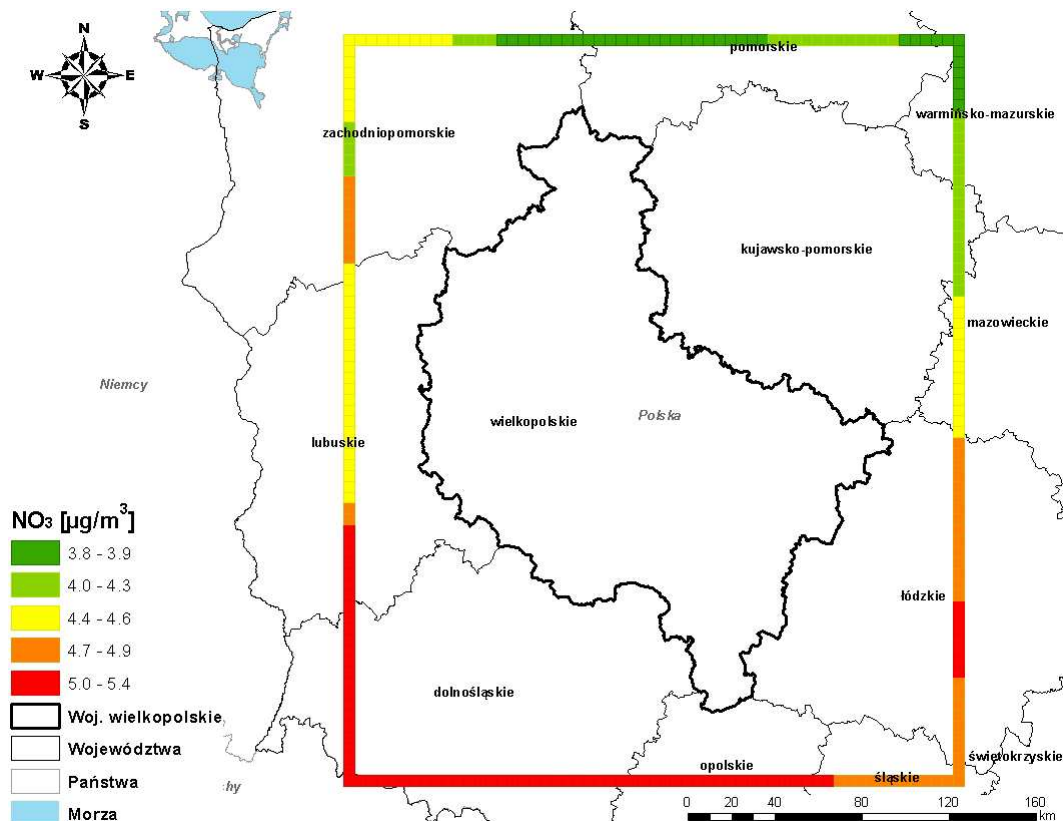 N
W E
S
pomorskie
warmińsko-mazurskie
zachodniopomorskie
kujawsko-pomorskie
mazowieckie
Niemcy
wielkopolskie
Polska
lubuskie
łódzkie
dolnośląskie
opolskie
śląskie
świętokrzyskie
hy
NO3 [µg/m3]
3.8 - 3.9
4.0 - 4.3
4.4 - 4.6
4.7 - 4.9
5.0 - 5.4
Woj. wielkopolskie
Województwa
Państwa
Morza
0 20 40 80 120 160
km